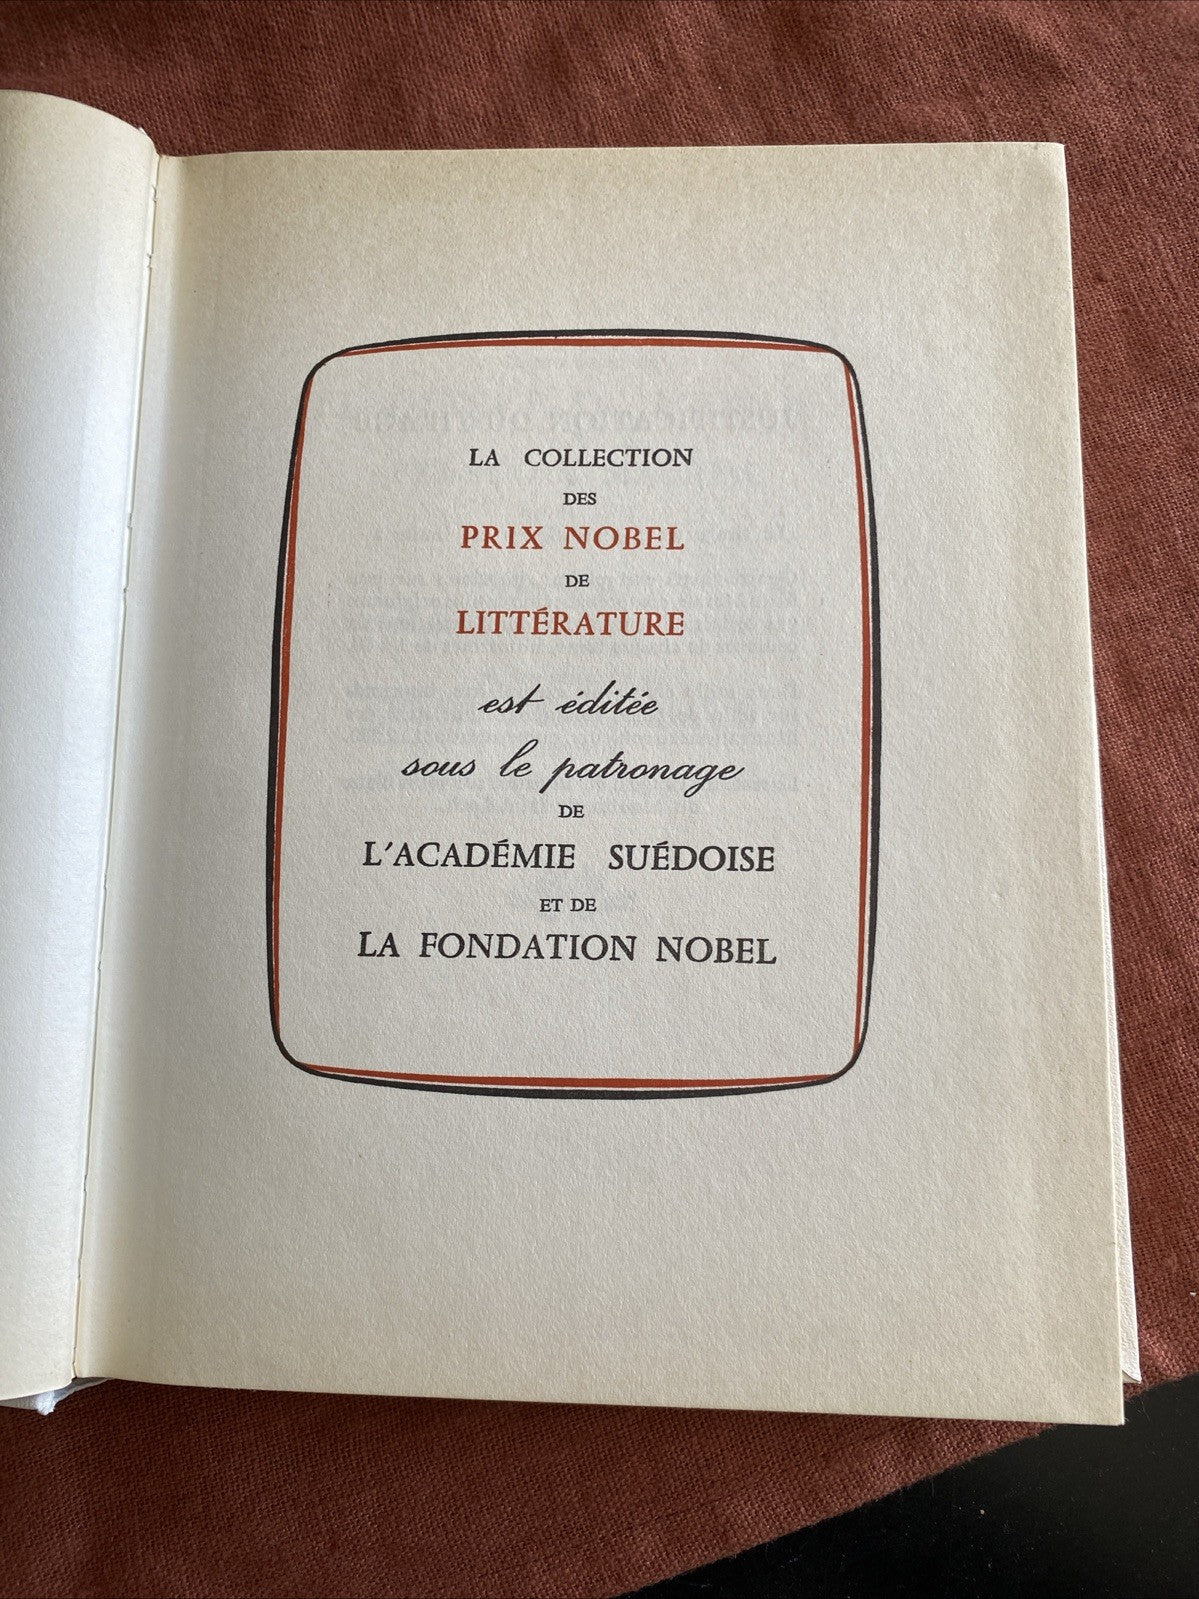 LA COLLECTION
DES
PRIX NOBEL
DE
LITTÉRATURE
est éditée
sous le patronage
DE
L'ACADÉMIE SUÉDOISE
ET DE
LA FONDATION NOBEL